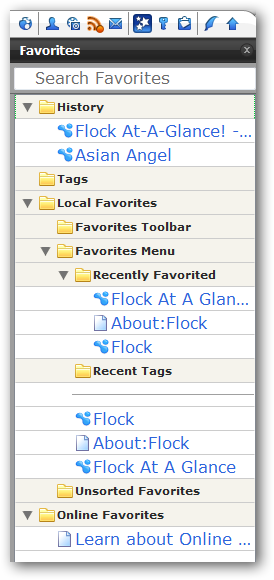 Favorites
Search Favorites
History
Flock At-A-Glance! -...
Asian Angel
Tags
Local Favorites
Favorites Toolbar
Favorites Menu
Recently Favorited
Flock At A Glan...
About:Flock
Flock
Recent Tags
Flock
About:Flock
Flock At A Glance
Unsorted Favorites
Online Favorites
Learn about Online ...